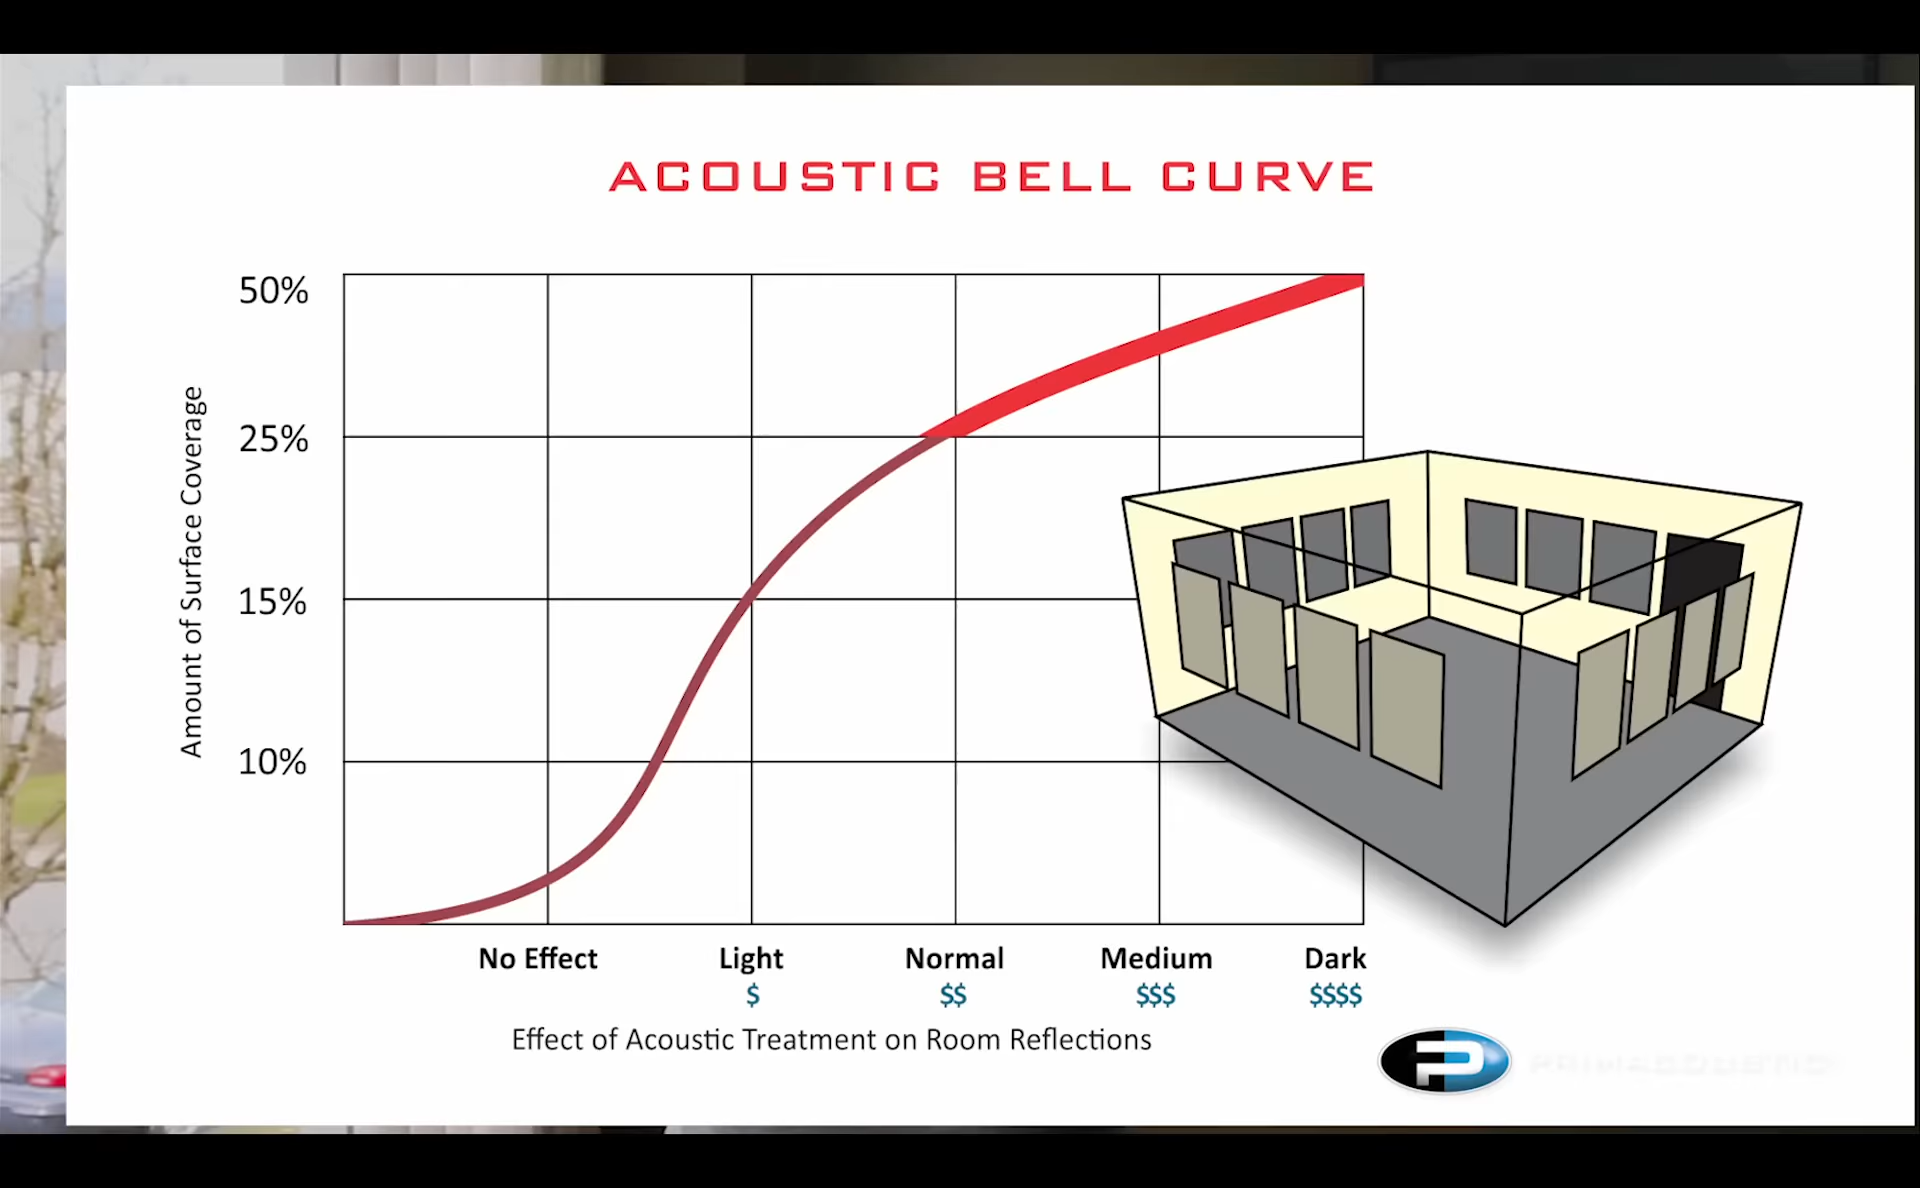 ACOUSTIC BELL CURVE
50%
25%
15%
10%
Amount of Surface Coverage
No Effect
Light
Normal
Medium
Dark
$
$$
$$$
$$$$
Effect of Acoustic Treatment on Room Reflections
P